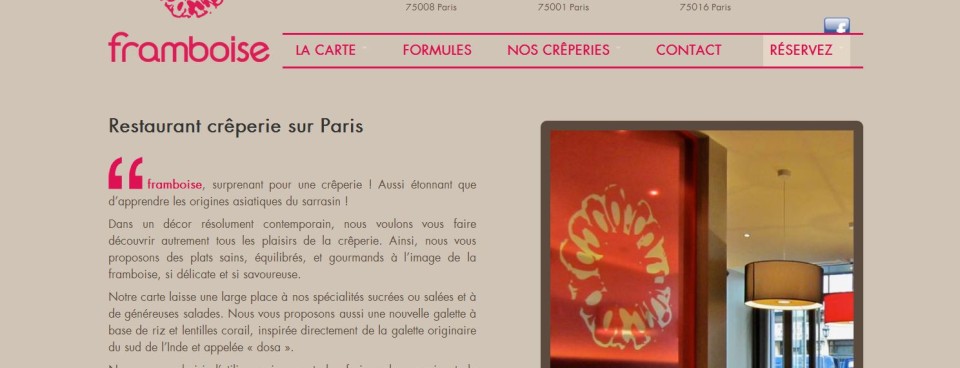 75008 Paris 75001 Paris 75016 Paris
framboise
LA CARTE FORMULES NOS CRÊPERIES CONTACT RÉSERVEZ
Restaurant crêperie sur Paris
framboise, surprenant pour une crêperie ! Aussi étonnant que
d'apprendre les origines asiatiques du sarrasin !
Dans un décor résolument contemporain, nous voulons vous faire
découvrir autrement tous les plaisirs de la crêperie. Ainsi, nous vous
proposons des plats sains, équilibrés, et gourmands à l'image de la
framboise, si délicate et si savoureuse.
Notre carte laisse une large place à nos spécialités sucrées ou salées et à
de généreuses salades. Nous vous proposons aussi une nouvelle galette à
base de riz et lentilles corail, inspirée directement de la galette originaire
du sud de l'Inde et appelée « dosa ».